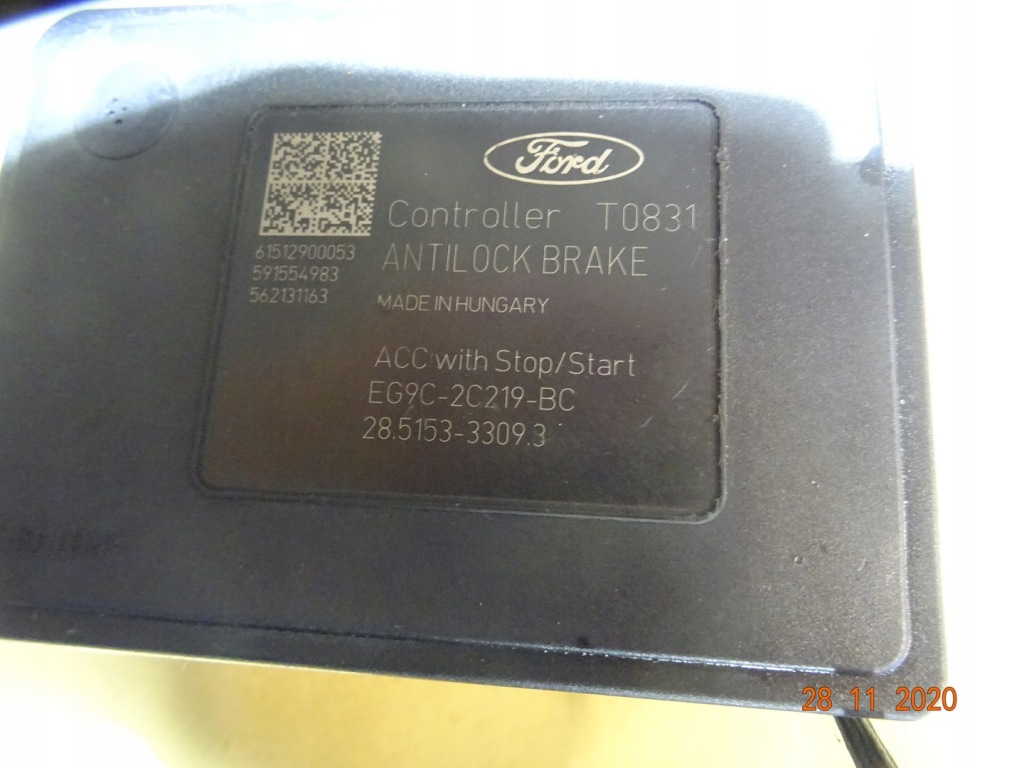 Ford
Controller T0831
61512900053
ANTILOCK BRAKE
591554983
562131163
MADE IN HUNGARY
ACC with Stop/Start
EG9C-2C219-BC
28.5153-3309.3
28 11 2020